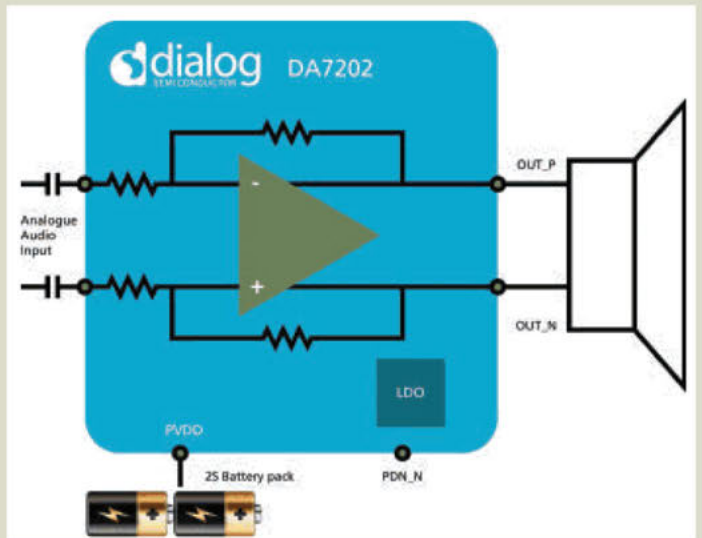 dialog DA7202
SEMICONDUCTOR
OUT_P
-
Analogue
Audio
Input
+
OUT_N
LDO
PVDD
2S Battery pack
PDN_N
+ +